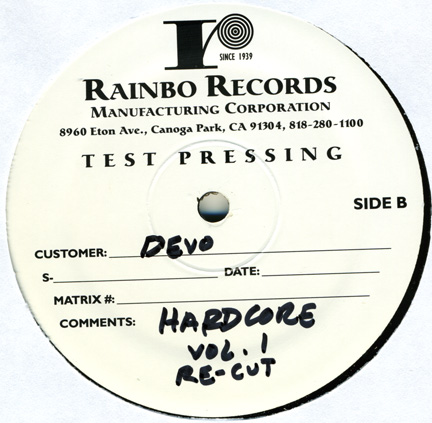 r
SINCE 1939
RAINBO RECORDS
MANUFACTURING CORPORATION
8960 Eton Ave., Canoga Park, CA 91304, 818-280-1100
TEST PRESSING
SIDE B
CUSTOMER: DEVO
S- DATE:
MATRIX #:
COMMENTS: HARDCORE
VOL. 1
RE-CUT